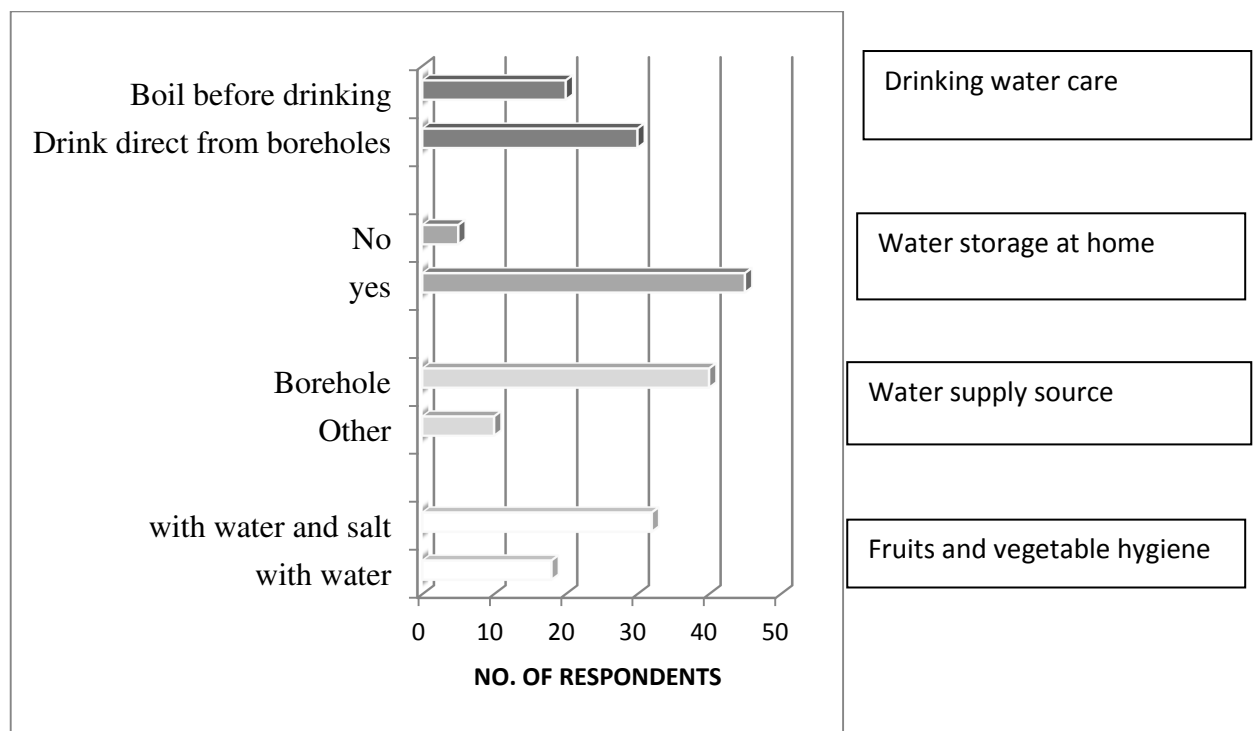 Boil before drinking
Drink direct from boreholes
No
yes
Borehole
Other
with water and salt
with water
0 10 20 30 40 50
NO. OF RESPONDENTS
Drinking water care
Water storage at home
Water supply source
Fruits and vegetable hygiene